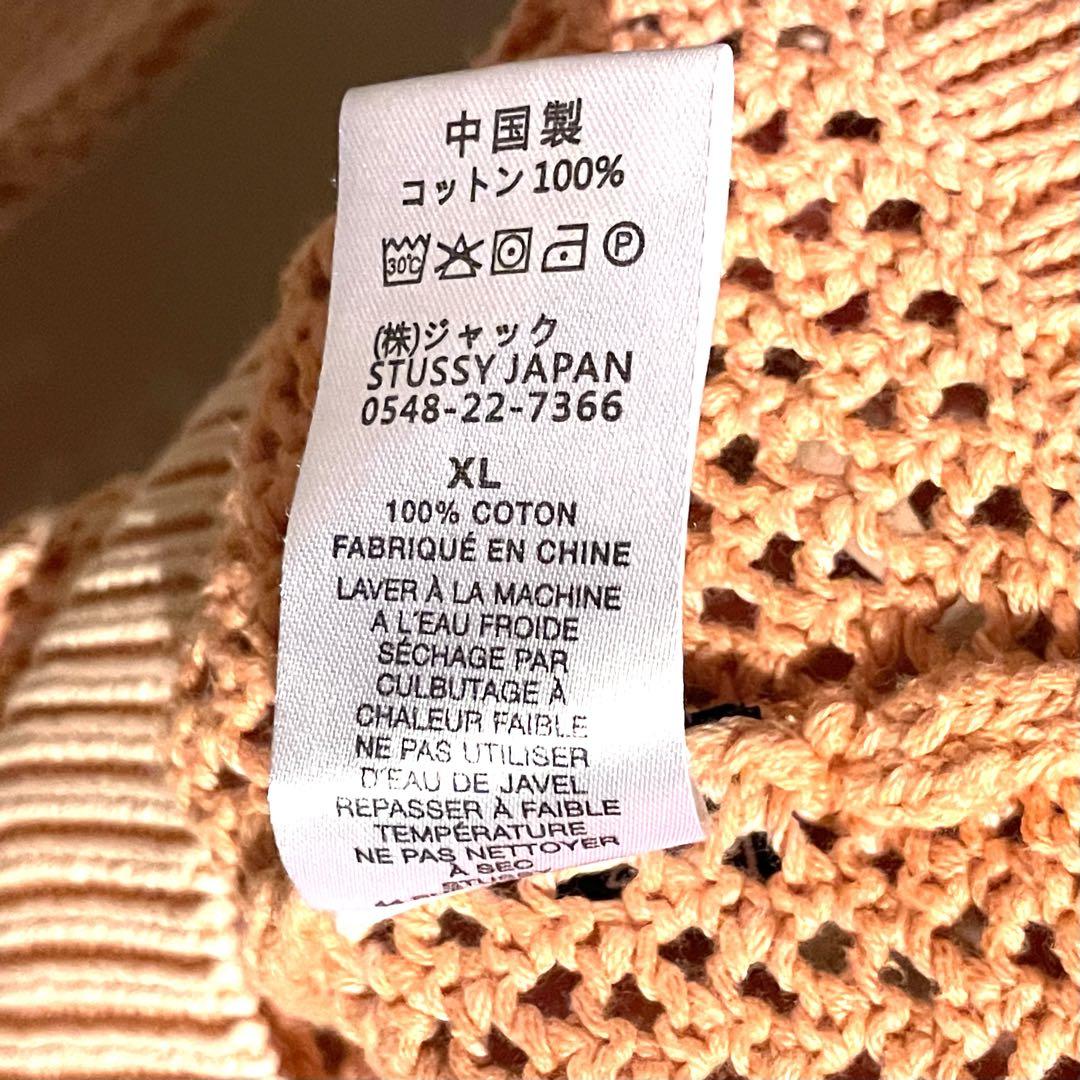 中国製
コットン 100%
30℃ P
(株)ジャック
STUSSY JAPAN
0548-22-7366
XL
100% COTON
FABRIQUÉ EN CHINE
LAVER À LA MACHINE
A L'EAU FROIDE
SÉCHAGE PAR
CULBUTAGE À
CHALEUR FAIBLE
NE PAS UTILISER
D'EAU DE JAVEL
REPASSER À FAIBLE
TEMPÉRATURE
NE PAS NETTOYER
À SEC
STUSSY